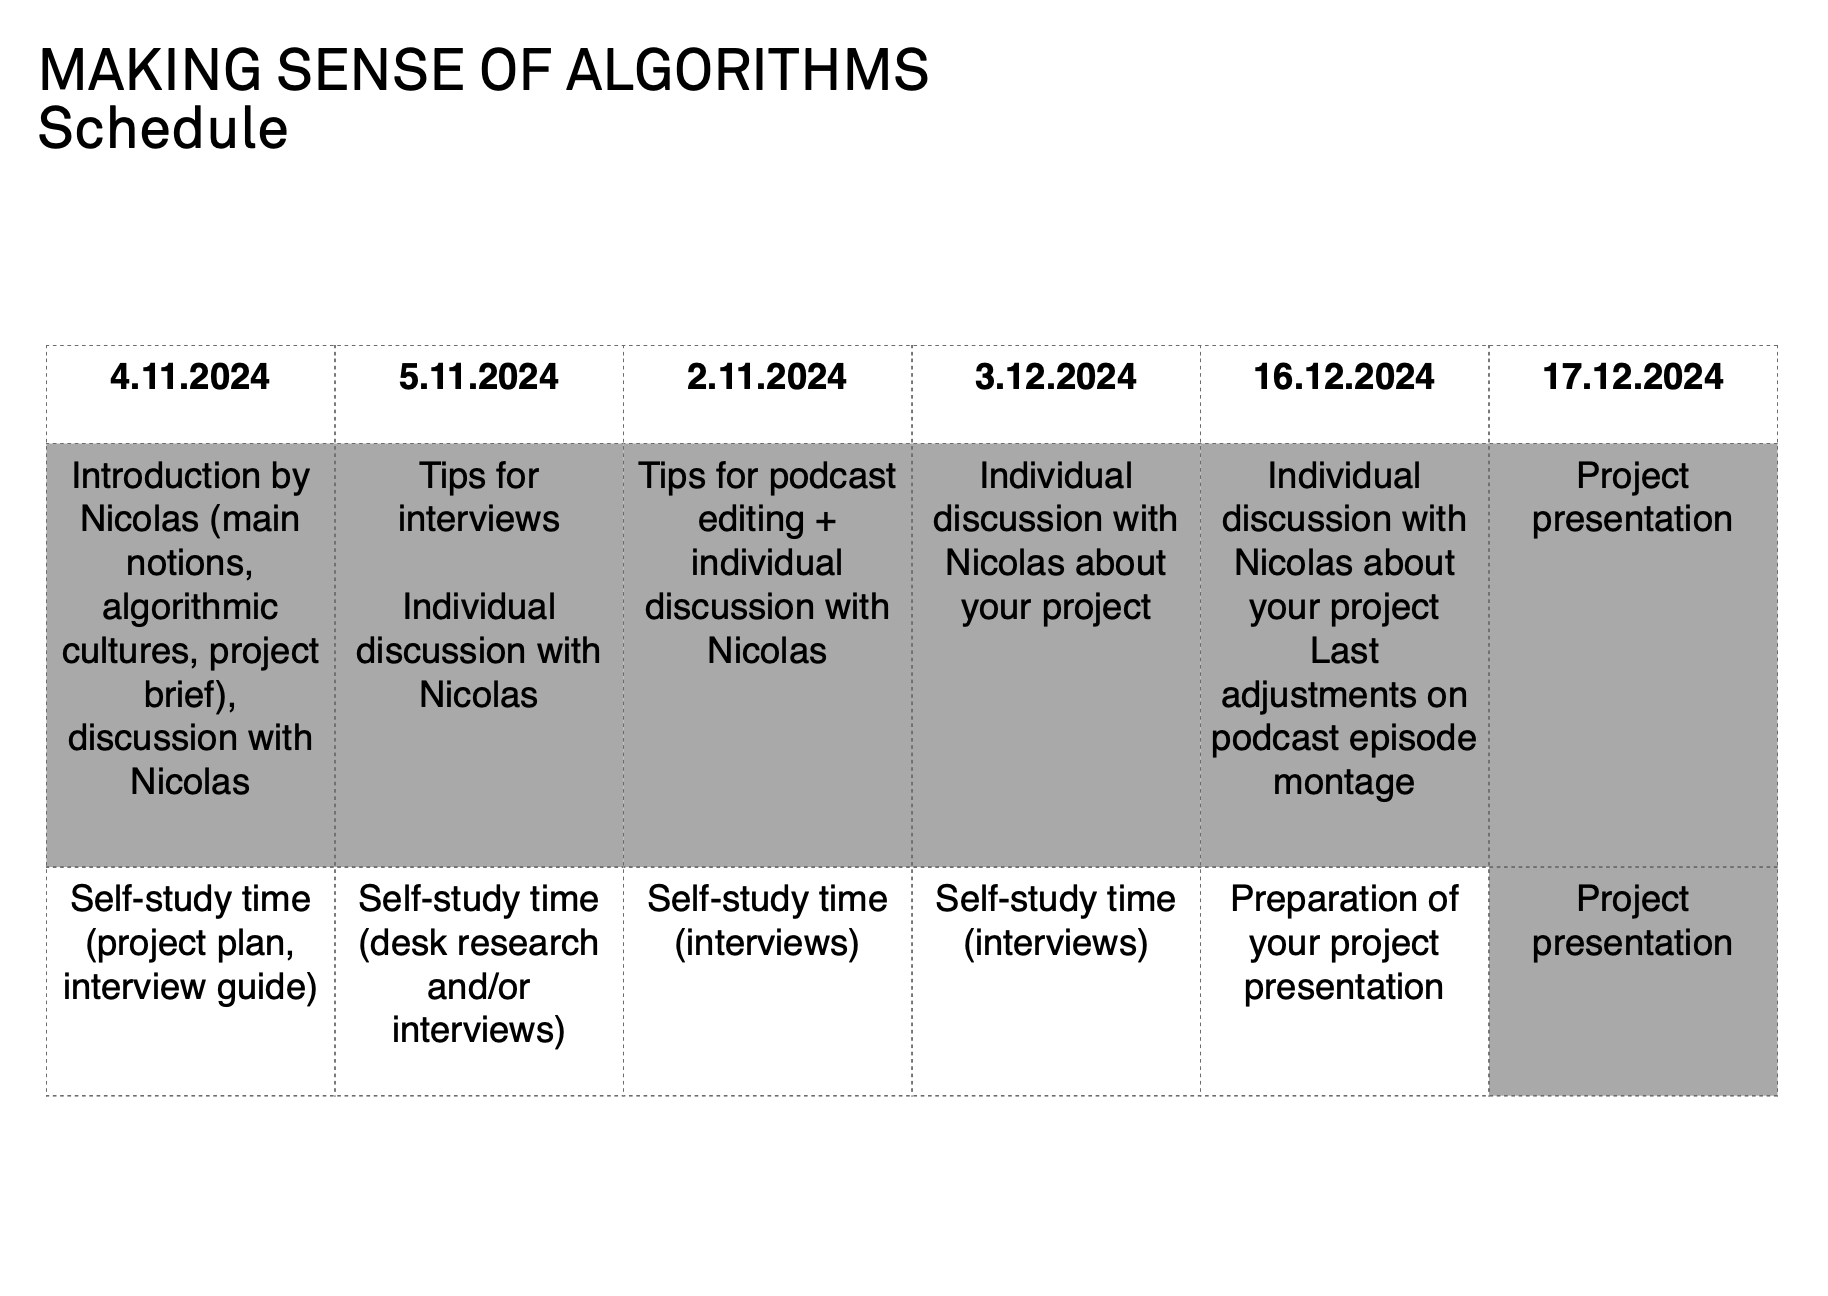 MAKING SENSE OF ALGORITHMS
Schedule
4.11.2024
5.11.2024
2.11.2024
3.12.2024
16.12.2024
17.12.2024
Introduction by
Nicolas (main
notions,
algorithmic
cultures, project
brief),
discussion with
Nicolas
Tips for
interviews
Individual
discussion with
Nicolas
Tips for podcast
editing +
individual
discussion with
Nicolas
Individual
discussion with
Nicolas about
your project
Individual
discussion with
Nicolas about
your project
Last
adjustments on
podcast episode
montage
Project
presentation
Self-study time
(project plan,
interview guide)
Self-study time
(desk research
and/or
interviews)
Self-study time
(interviews)
Self-study time
(interviews)
Preparation of
your project
presentation
Project
presentation